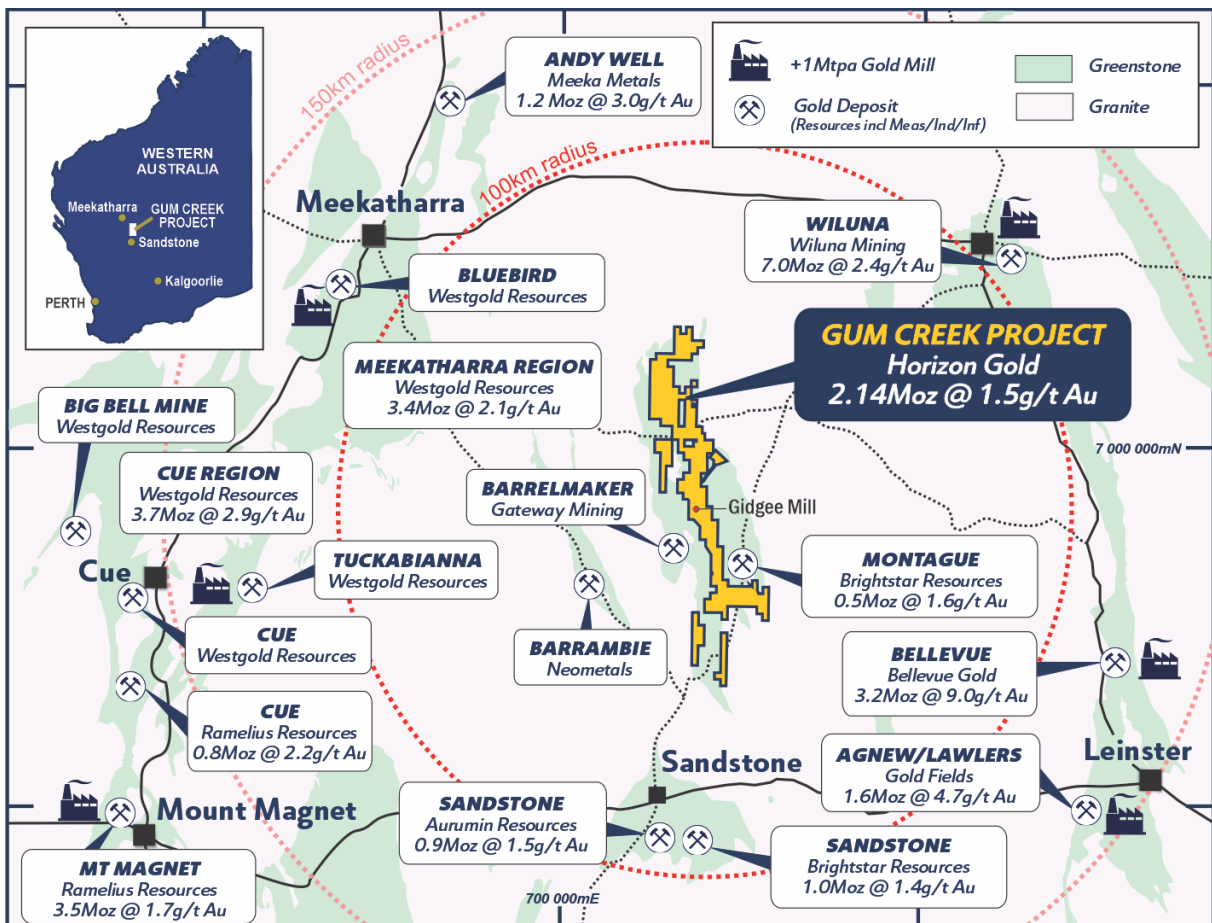 WESTERN
AUSTRALIA
Meekatharra
GUM CREEK
PROJECT
Sandstone
Kalgoorlie
PERTH
150km radius
100km radius
ANDY WELL
Meeka Metals
1.2 Moz @ 3.0g/t Au
+1Mtpa Gold Mill
Gold Deposit
(Resources incl Meas/Ind/Inf)
Greenstone
Granite
Meekatharra
WILUNA
Wiluna Mining
7.0Moz @ 2.4g/t Au
BLUEBIRD
Westgold Resources
GUM CREEK PROJECT
Horizon Gold
2.14Moz @ 1.5g/t Au
MEEKATHARRA REGION
Westgold Resources
3.4Moz @ 2.1g/t Au
BIG BELL MINE
Westgold Resources
7 000 000mN
CUE REGION
Westgold Resources
3.7Moz @ 2.9g/t Au
BARRELMAKER
Gateway Mining
Gidgee Mill
Cue
TUCKABIANNA
Westgold Resources
MONTAGUE
Brightstar Resources
0.5Moz @ 1.6g/t Au
CUE
Westgold Resources
BARRAMBIE
Neometals
BELLEVUE
Bellevue Gold
3.2Moz @ 9.0g/t Au
CUE
Ramelius Resources
0.8Moz @ 2.2g/t Au
Sandstone
AGNEW/LAWLERS
Gold Fields
1.6Moz @ 4.7g/t Au
Leinster
Mount Magnet
SANDSTONE
Aurumin Resources
0.9Moz @ 1.5g/t Au
SANDSTONE
Brightstar Resources
1.0Moz @ 1.4g/t Au
MT MAGNET
Ramelius Resources
3.5Moz @ 1.7g/t Au
700 000mE